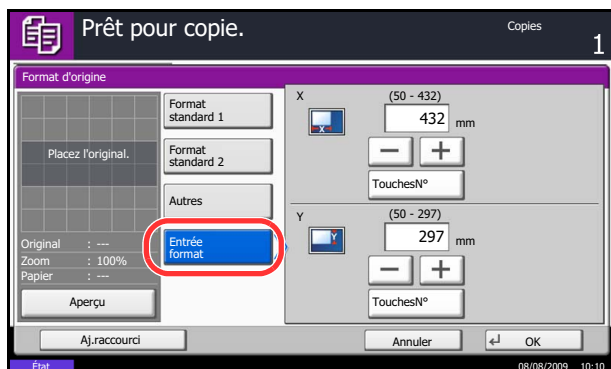 Prêt pour copie.
Copies
1
Format d'origine
Placez l'original.
Original : ---
Zoom : 100%
Papier : ---
Aperçu
Format
standard 1
Format
standard 2
Autres
Entrée
format
X (50 - 432)
432 mm
X
− +
TouchesN°
Y (50 - 297)
297 mm
Y
− +
TouchesN°
Aj.raccourci
Annuler
OK
État
08/08/2009 10:10